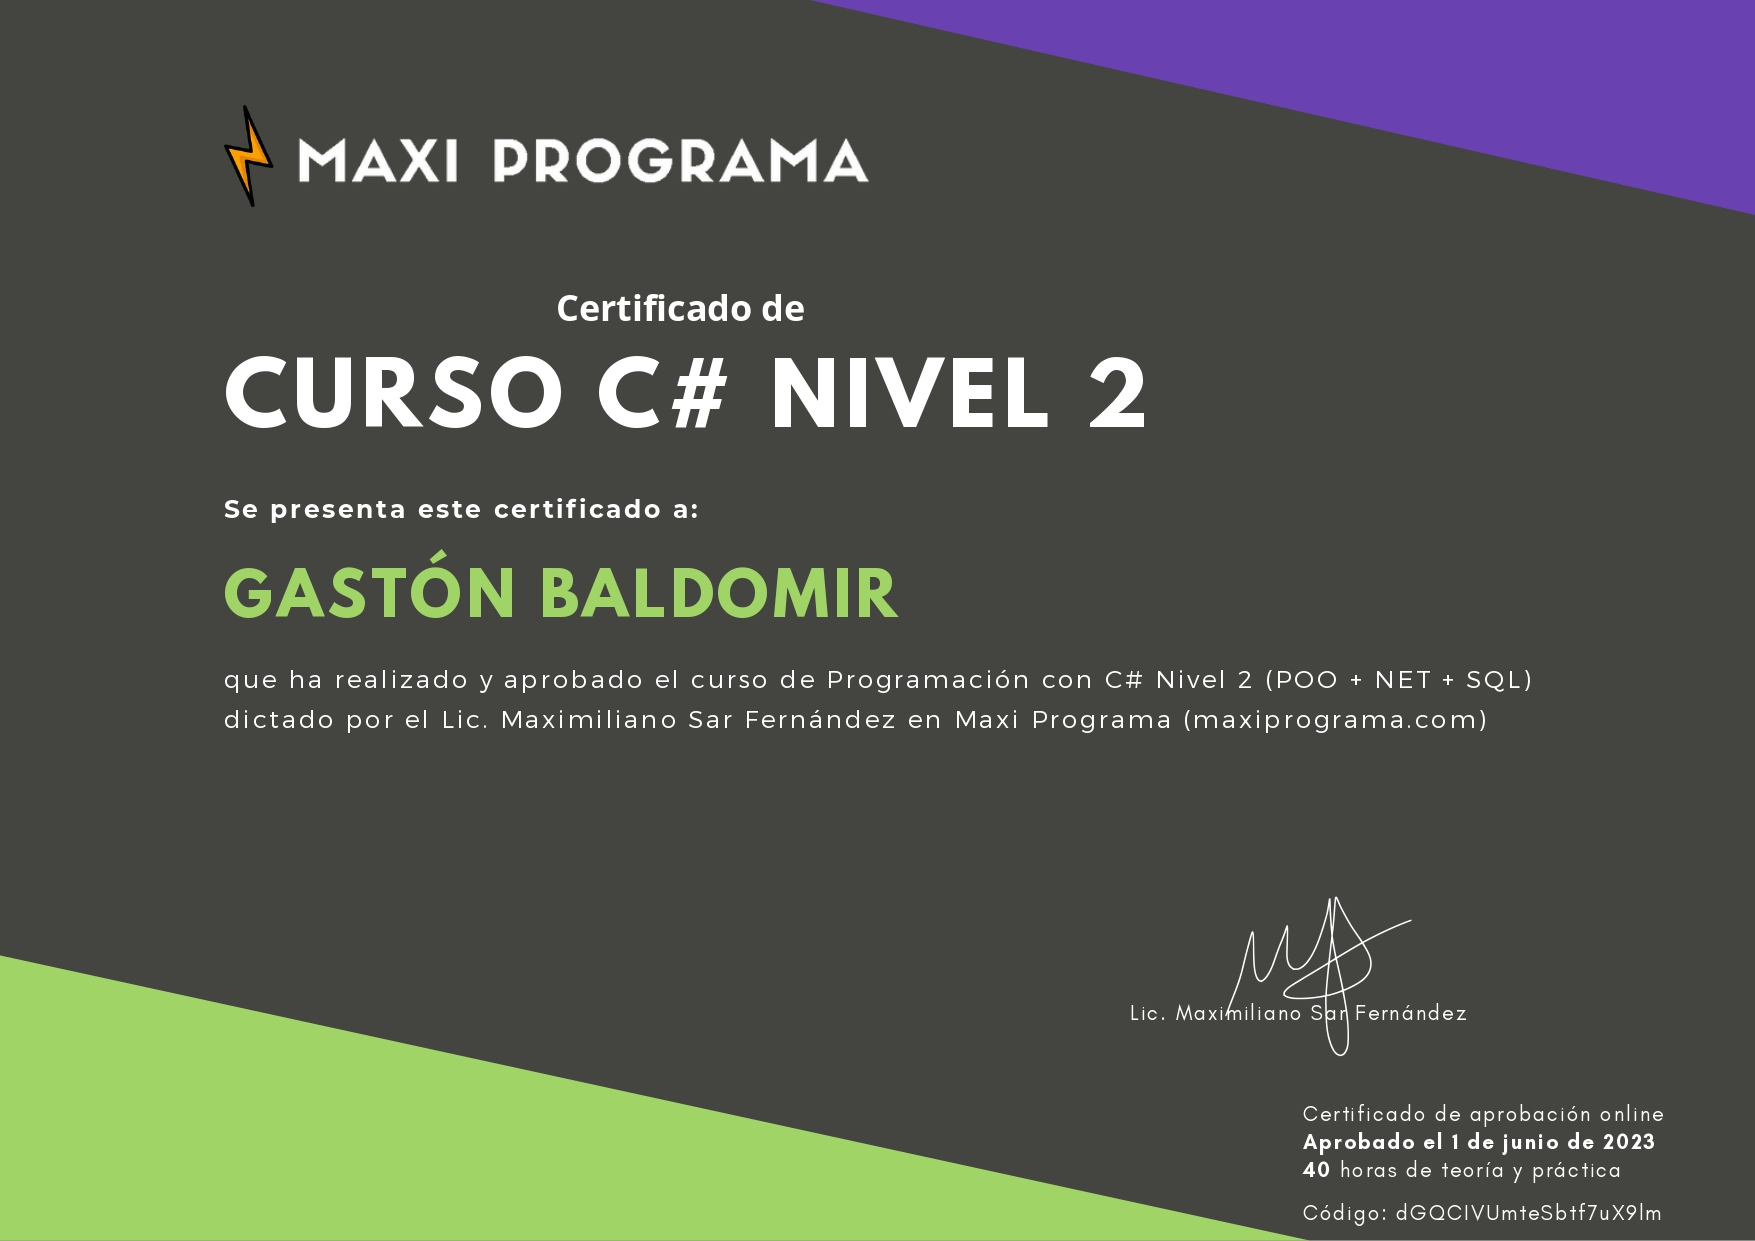 MAXI PROGRAMA
Certificado de
CURSO C# NIVEL 2
Se presenta este certificado a:
GASTÓN BALDOMIR
que ha realizado y aprobado el curso de Programación con C# Nivel 2 (POO + NET + SQL)
dictado por el Lic. Maximiliano Sar Fernández en Maxi Programa (maxiprograma.com)
Lic. Maximiliano Sar Fernández
Certificado de aprobación online
Aprobado el 1 de junio de 2023
40 horas de teoría y práctica
Código: dGQCIVUmteSbtf7uX9lm